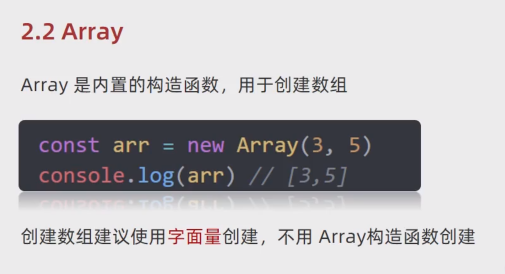 2.2 Array
Array 是内置的构造函数，用于创建数组
const arr = new Array(3, 5)
console.log(arr) // [3,5]
创建数组建议使用字面量创建，不用 Array构造函数创建